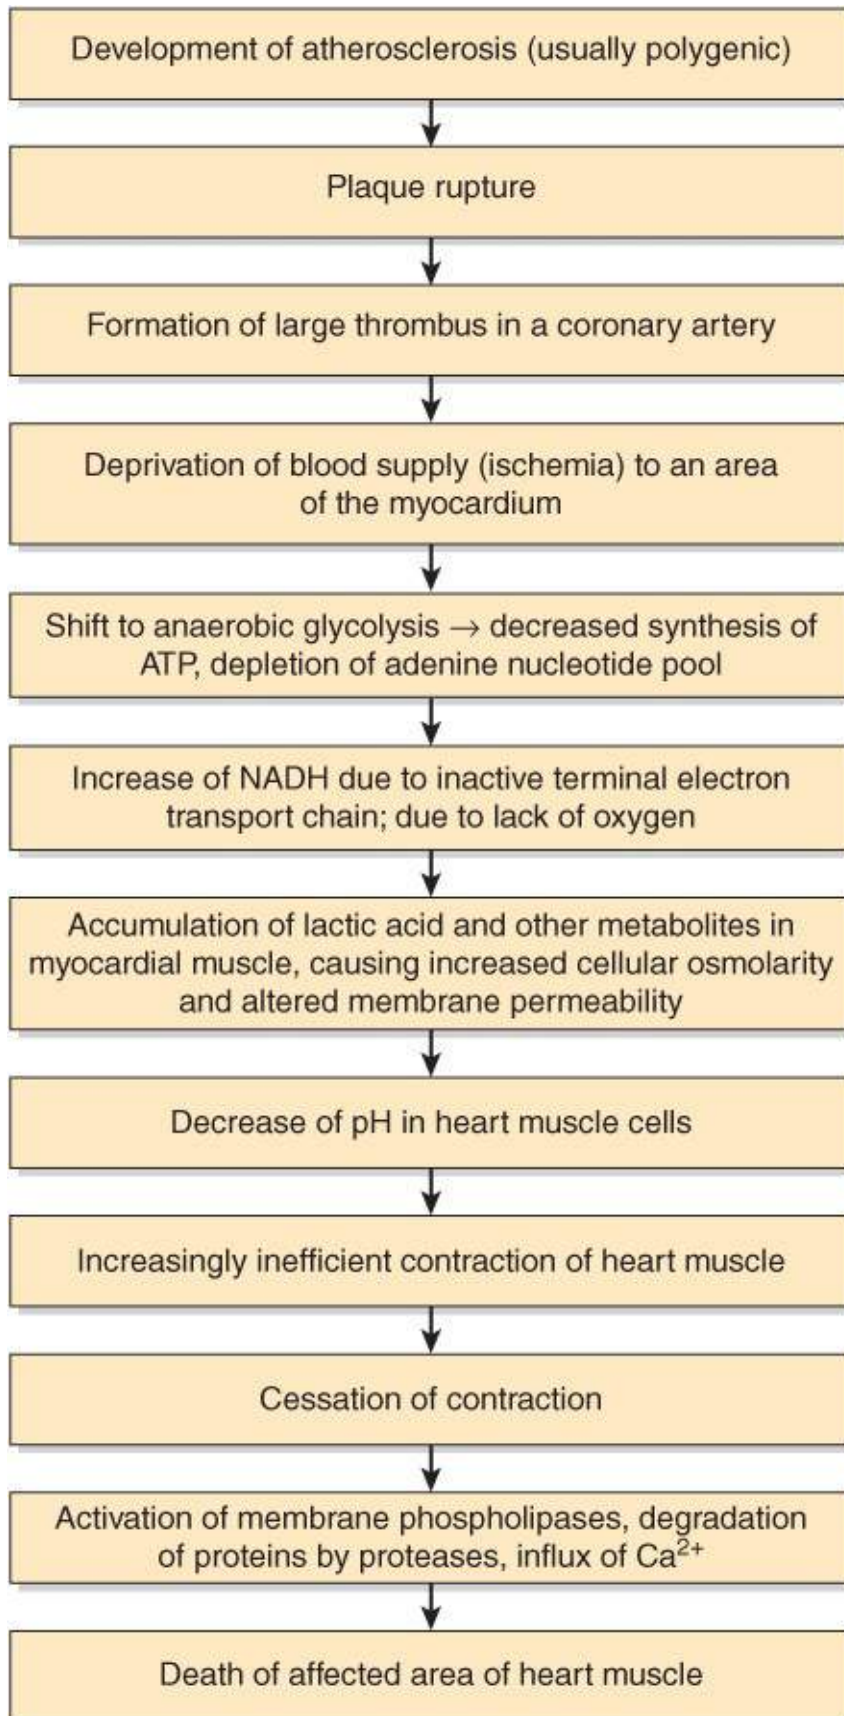 Development of atherosclerosis (usually polygenic)
Plaque rupture
Formation of large thrombus in a coronary artery
Deprivation of blood supply (ischemia) to an area
of the myocardium
Shift to anaerobic glycolysis → decreased synthesis of
ATP, depletion of adenine nucleotide pool
Increase of NADH due to inactive terminal electron
transport chain; due to lack of oxygen
Accumulation of lactic acid and other metabolites in
myocardial muscle, causing increased cellular osmolarity
and altered membrane permeability
Decrease of pH in heart muscle cells
Increasingly inefficient contraction of heart muscle
Cessation of contraction
Activation of membrane phospholipases, degradation
of proteins by proteases, influx of Ca²⁺
Death of affected area of heart muscle